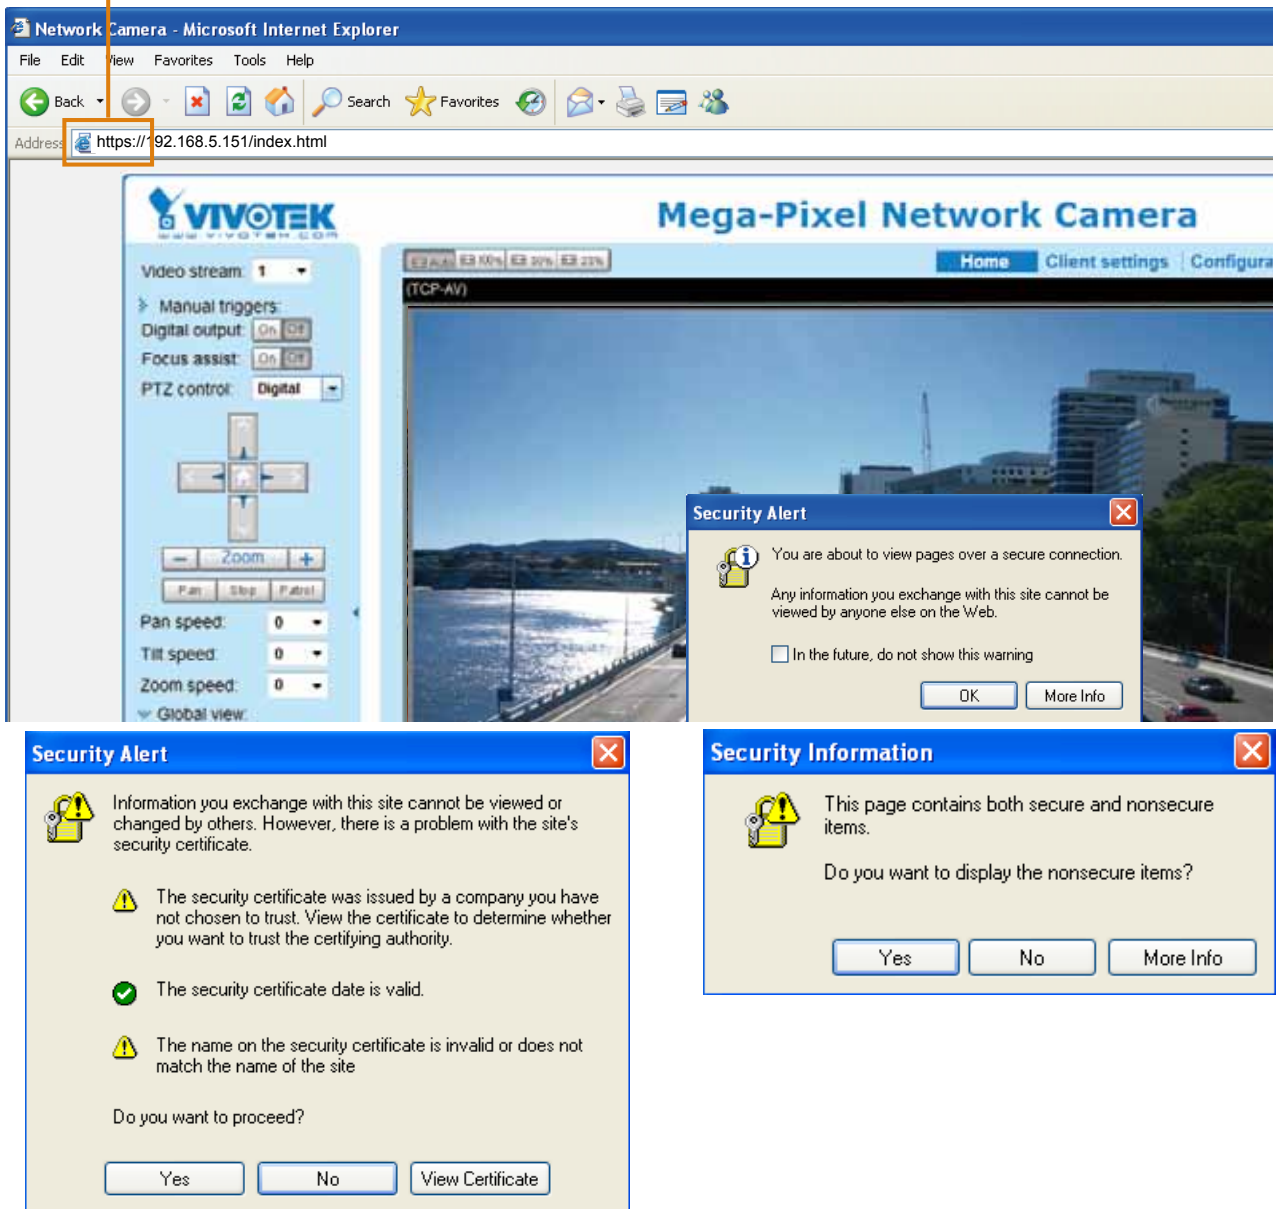 Network Camera - Microsoft Internet Explorer
File Edit View Favorites Tools Help
Back Search Favorites
Address https://192.168.5.151/index.html
VIVOTEK
WWW.VIVOTEK.COM
Mega-Pixel Network Camera
Video stream: 1
Auto 100% 50% 25%
Home Client settings Configura
(TCP-AV)
Manual triggers:
Digital output: On Off
Focus assist: On Off
PTZ control: Digital
- Zoom +
Pan Stop Patrol
Pan speed: 0
Tilt speed: 0
Zoom speed: 0
Global view:
Security Alert
You are about to view pages over a secure connection.
Any information you exchange with this site cannot be
viewed by anyone else on the Web.
In the future, do not show this warning
OK More Info
Security Alert
Information you exchange with this site cannot be viewed or
changed by others. However, there is a problem with the site's
security certificate.
The security certificate was issued by a company you have
not chosen to trust. View the certificate to determine whether
you want to trust the certifying authority.
The security certificate date is valid.
The name on the security certificate is invalid or does not
match the name of the site
Do you want to proceed?
Yes No View Certificate
Security Information
This page contains both secure and nonsecure
items.
Do you want to display the nonsecure items?
Yes No More Info